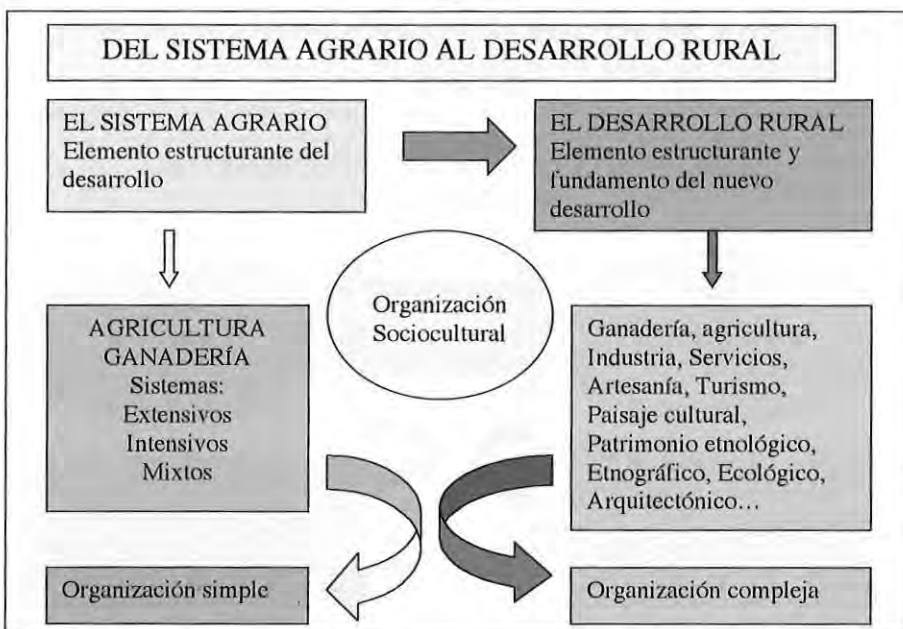 DEL SISTEMA AGRARIO AL DESARROLLO RURAL
EL SISTEMA AGRARIO
Elemento estructurante del
desarrollo
EL DESARROLLO RURAL
Elemento estructurante y
fundamento del nuevo
desarrollo
Organización
Sociocultural
AGRICULTURA
GANADERÍA
Sistemas:
Extensivos
Intensivos
Mixtos
Ganadería, agricultura,
Industria, Servicios,
Artesanía, Turismo,
Paisaje cultural,
Patrimonio etnológico,
Etnográfico, Ecológico,
Arquitectónico…
Organización simple
Organización compleja